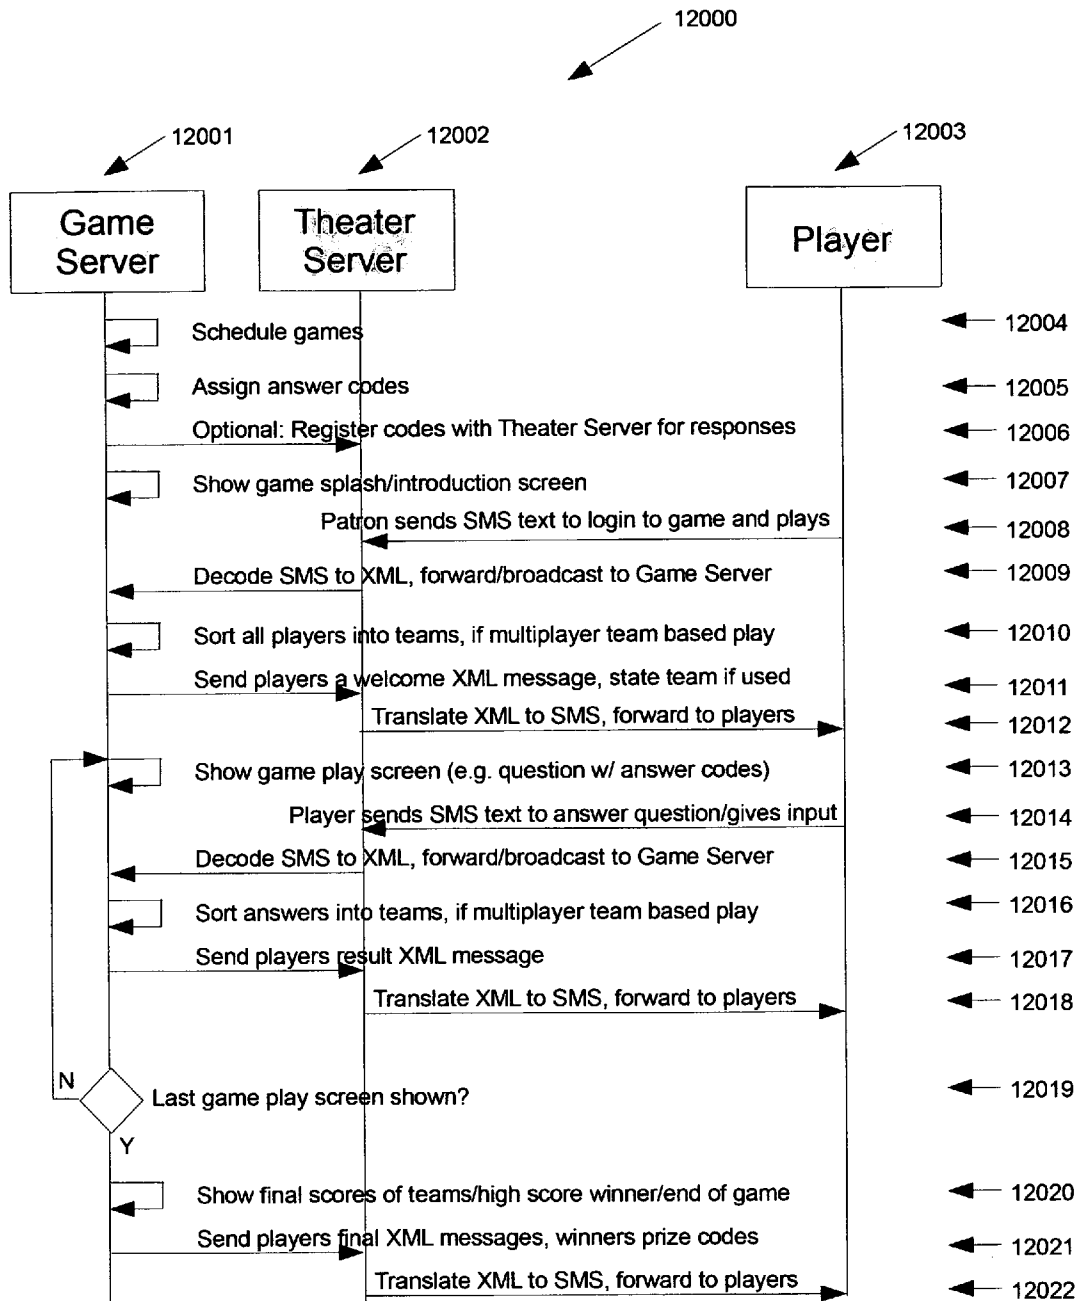 12000
12001
12002
12003
Game
Server
Theater
Server
Player
Schedule games
12004
Assign answer codes
12005
Optional: Register codes with Theater Server for responses
12006
Show game splash/introduction screen
12007
Patron sends SMS text to login to game and plays
12008
Decode SMS to XML, forward/broadcast to Game Server
12009
Sort all players into teams, if multiplayer team based play
12010
Send players a welcome XML message, state team if used
12011
Translate XML to SMS, forward to players
12012
Show game play screen (e.g. question w/ answer codes)
12013
Player sends SMS text to answer question/gives input
12014
Decode SMS to XML, forward/broadcast to Game Server
12015
Sort answers into teams, if multiplayer team based play
12016
Send players result XML message
12017
Translate XML to SMS, forward to players
12018
N
Last game play screen shown?
12019
Y
Show final scores of teams/high score winner/end of game
12020
Send players final XML messages, winners prize codes
12021
Translate XML to SMS, forward to players
12022